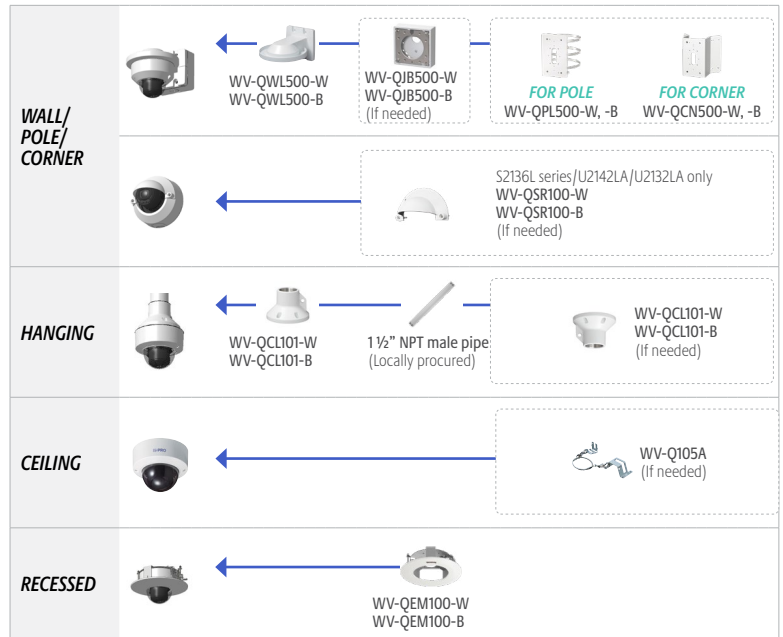 WALL/
POLE/
CORNER
WV-QWL500-W
WV-QWL500-B
WV-QJB500-W
WV-QJB500-B
(If needed)
FOR POLE
WV-QPL500-W, -B
FOR CORNER
WV-QCN500-W, -B
S2136L series/U2142LA/U2132LA only
WV-QSR100-W
WV-QSR100-B
(If needed)
HANGING
WV-QCL101-W
WV-QCL101-B
1 ½” NPT male pipe
(Locally procured)
WV-QCL101-W
WV-QCL101-B
(If needed)
CEILING
i-PRO
WV-Q105A
(If needed)
RECESSED
WV-QEM100-W
WV-QEM100-B